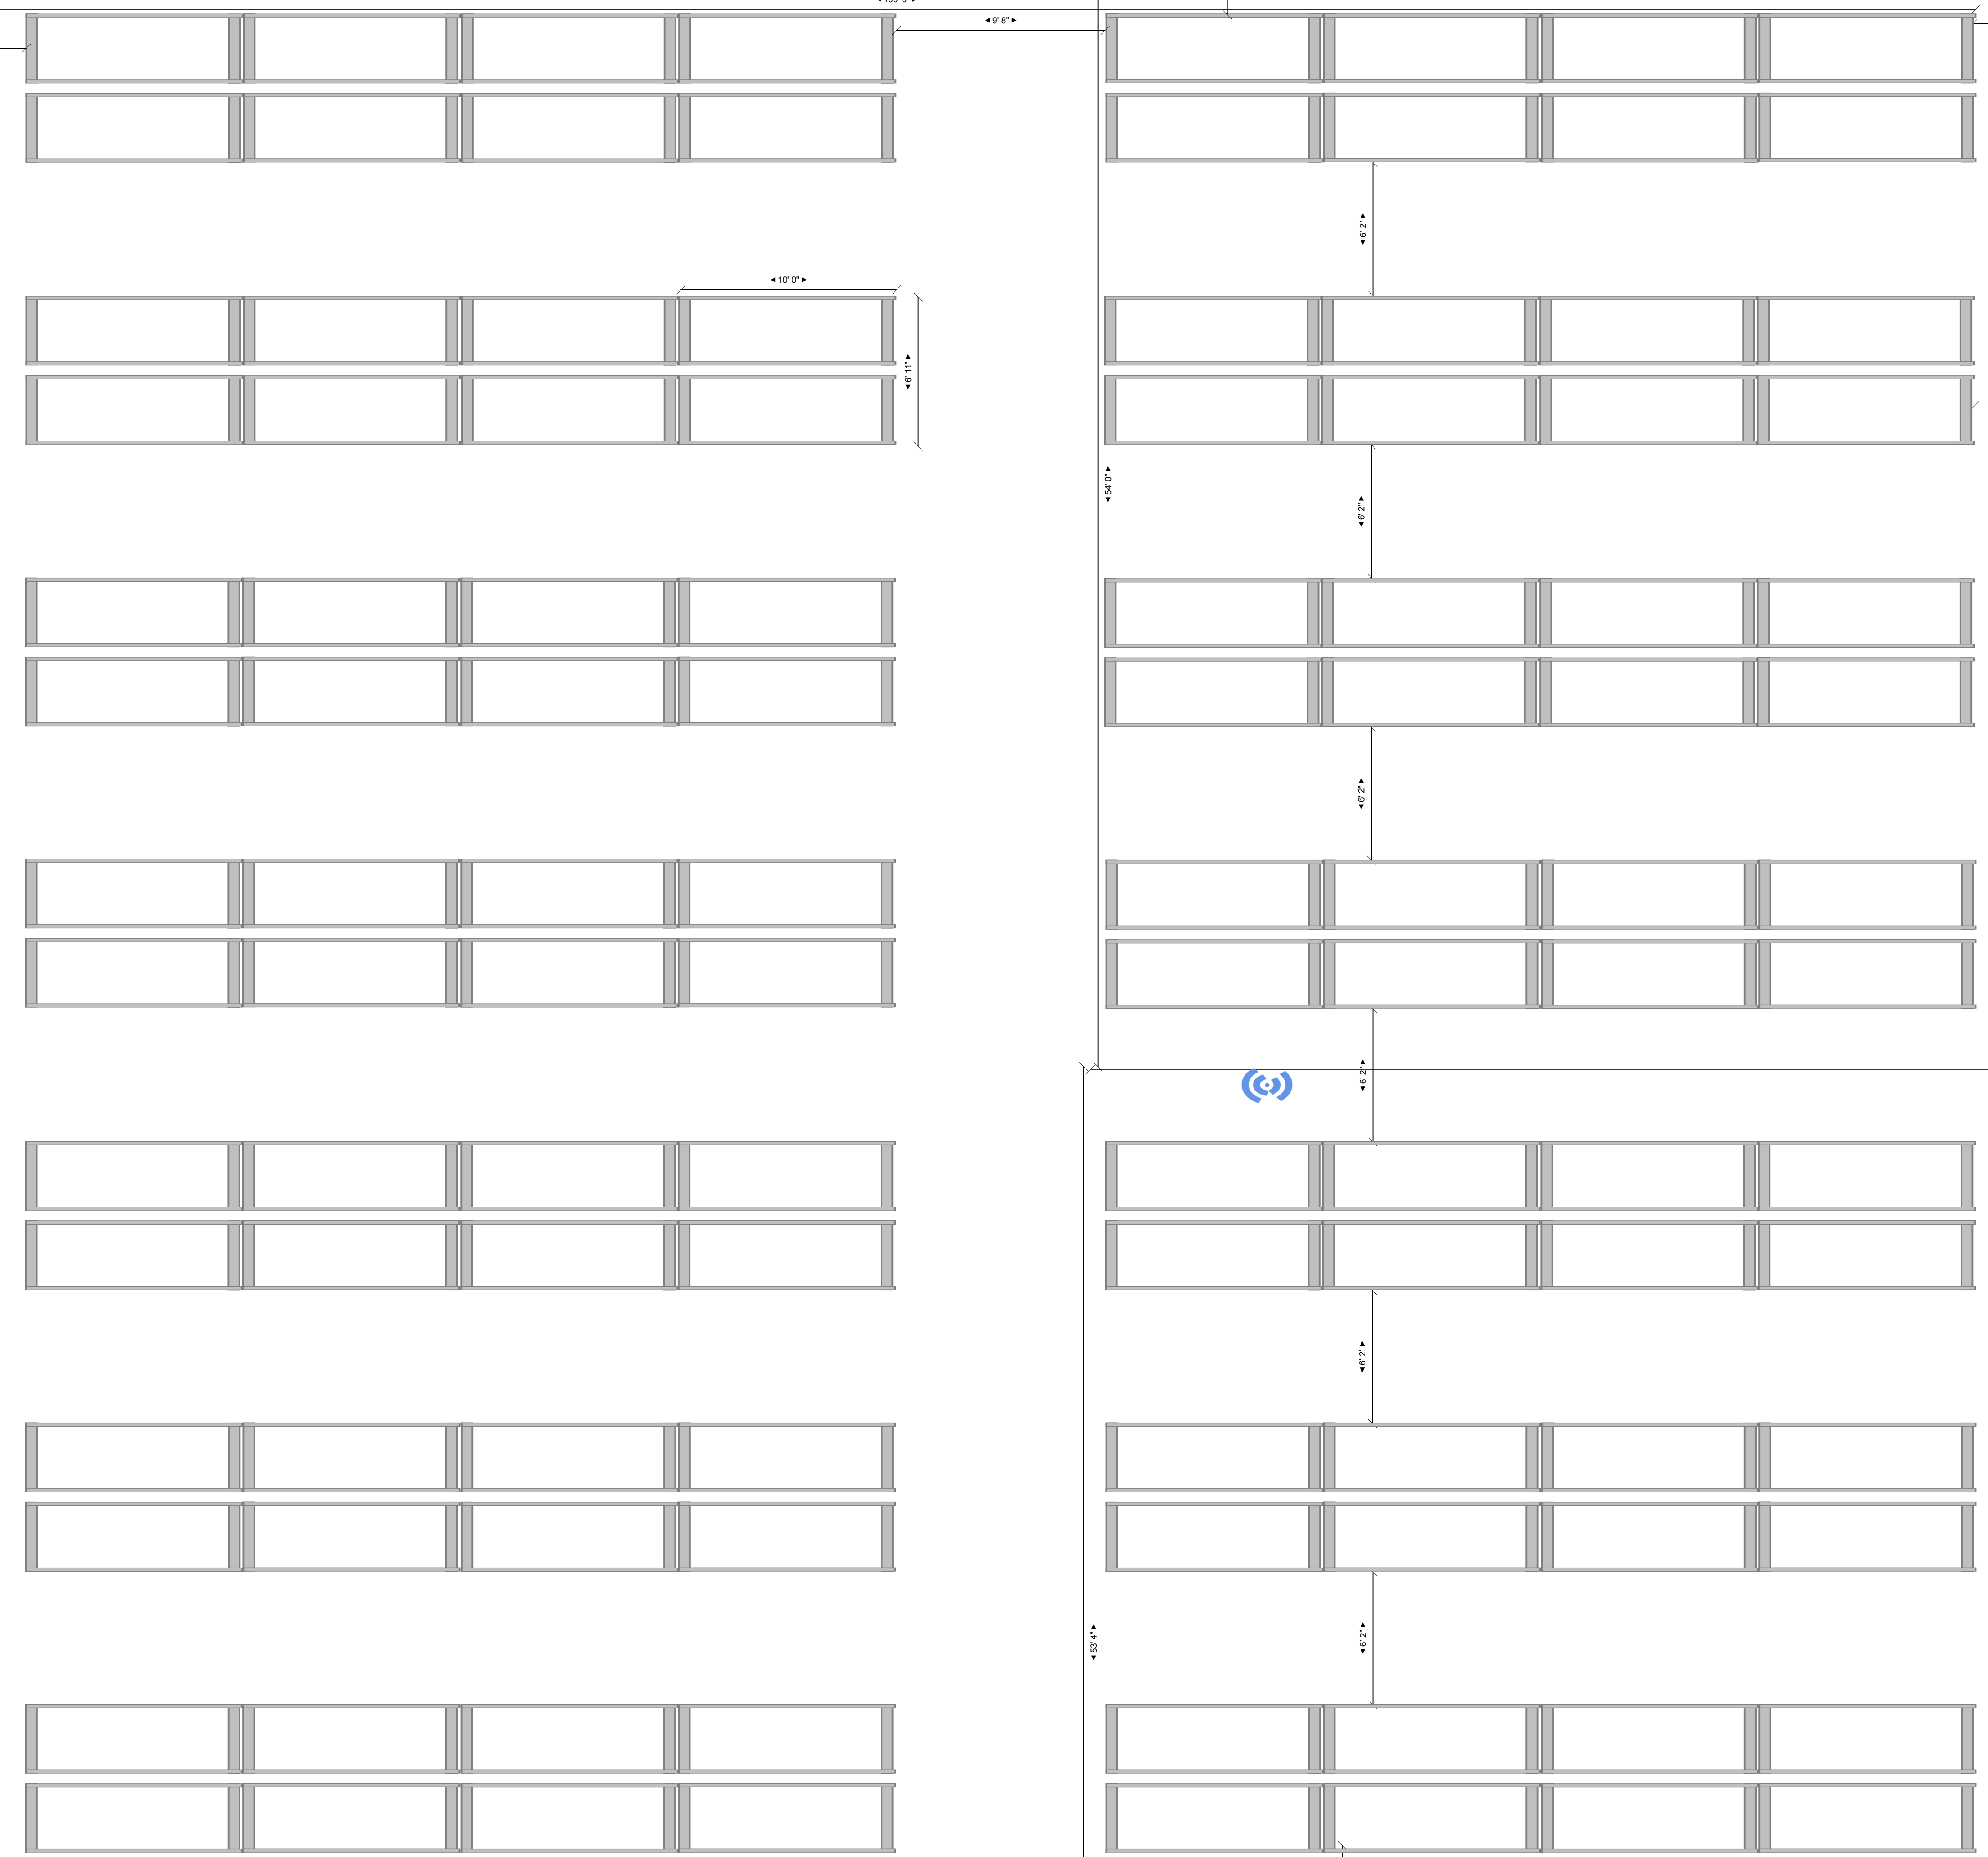 ◄ 9' 8" ►
◄ 6' 2" ►
◄ 10' 0" ►
◄ 6' 11" ►
◄ 54' 0" ►
◄ 6' 2" ►
◄ 6' 2" ►
◄ 6' 2" ►
◄ 6' 2" ►
◄ 53' 4" ►
◄ 6' 2" ►